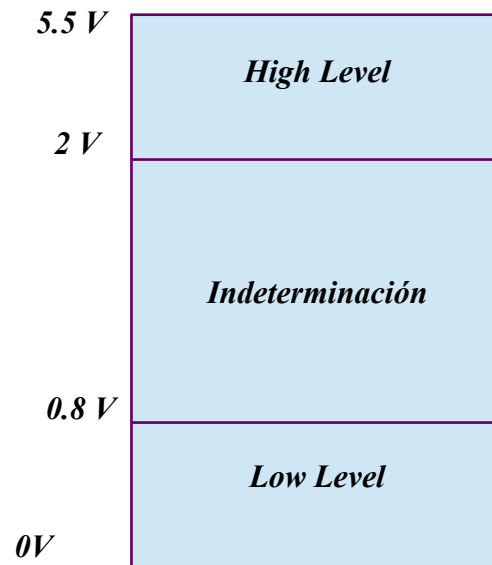 5.5 V
High Level
2 V
Indeterminación
0.8 V
Low Level
0V